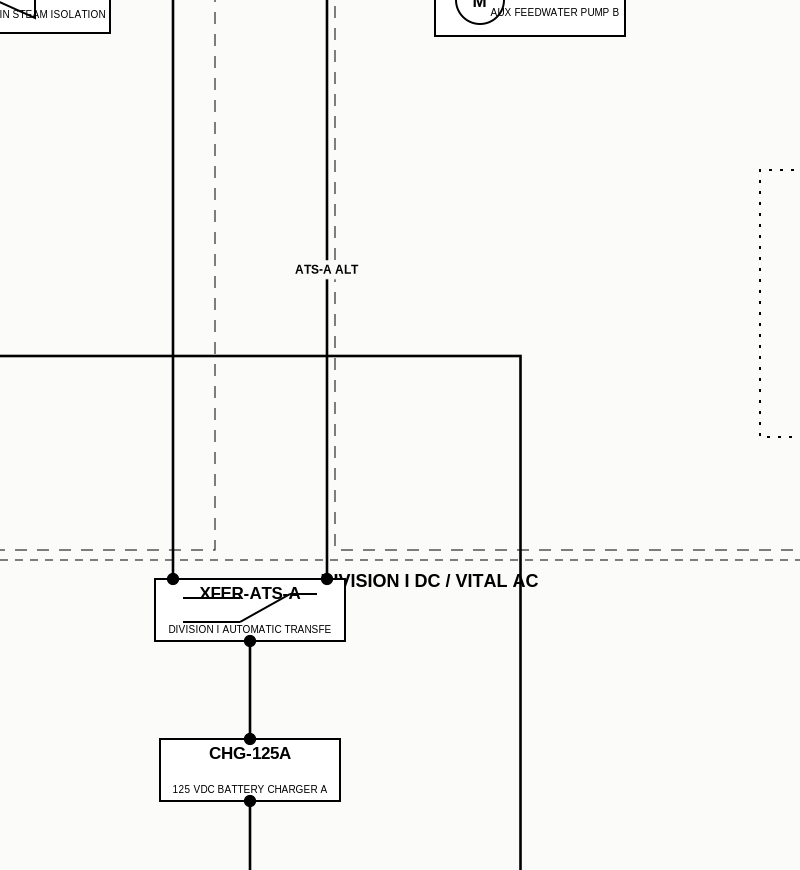 IN STEAM ISOLATION
M
AUX FEEDWATER PUMP B
ATS-A ALT
VISION I DC / VITAL AC
XFER-ATS-A
DIVISION I AUTOMATIC TRANSFE
CHG-125A
125 VDC BATTERY CHARGER A